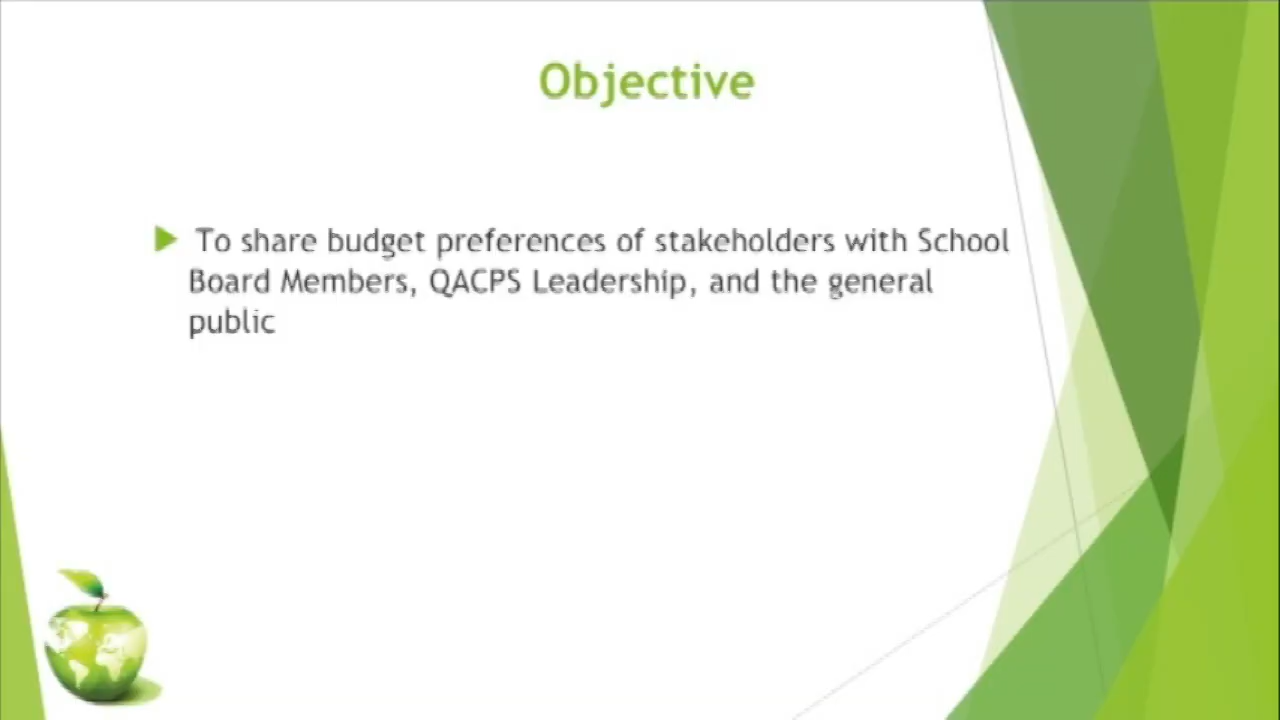 Objective
To share budget preferences of stakeholders with School
Board Members, QACPS Leadership, and the general
public